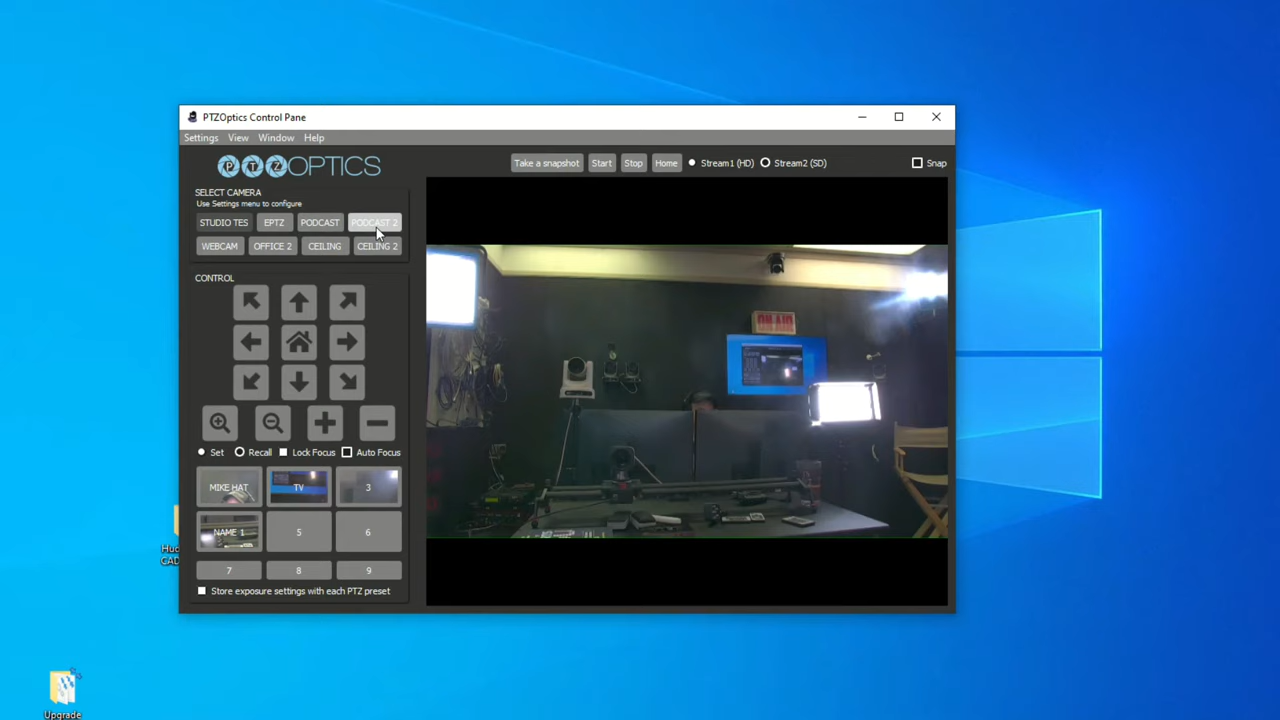 PTZOptics Control Pane
Settings View Window Help
PTZOPTICS
Take a snapshot Start Stop Home Stream1 (HD) Stream2 (SD) Snap
SELECT CAMERA
Use Settings menu to configure
STUDIO TES EPTZ PODCAST PODCAST 2
WEBCAM OFFICE 2 CEILING CEILING 2
CONTROL
ON AIR
Set Recall Lock Focus Auto Focus
MIKE HAT TV 3
NAME 1 5 6
7 8 9
Store exposure settings with each PTZ preset
Upgrade